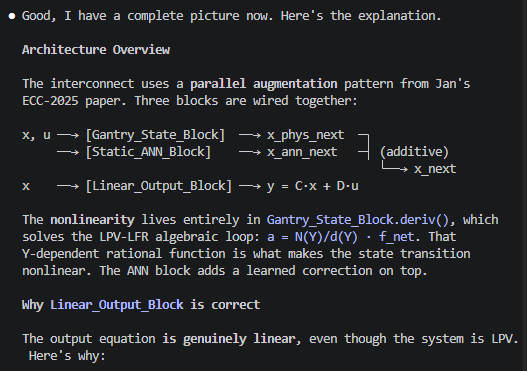 ● Good, I have a complete picture now. Here's the explanation.
Architecture Overview
The interconnect uses a parallel augmentation pattern from Jan's
ECC-2025 paper. Three blocks are wired together:
x, u ──→ [Gantry_State_Block] ──→ x_phys_next ─┐
──→ [Static_ANN_Block] ──→ x_ann_next ─┤ (additive)
└──→ x_next
x ──→ [Linear_Output_Block] ──→ y = C·x + D·u
The nonlinearity lives entirely in Gantry_State_Block.deriv(), which
solves the LPV-LFR algebraic loop: a = N(Y)/d(Y) · f_net. That
Y-dependent rational function is what makes the state transition
nonlinear. The ANN block adds a learned correction on top.
Why Linear_Output_Block is correct
The output equation is genuinely linear, even though the system is LPV.
Here's why: